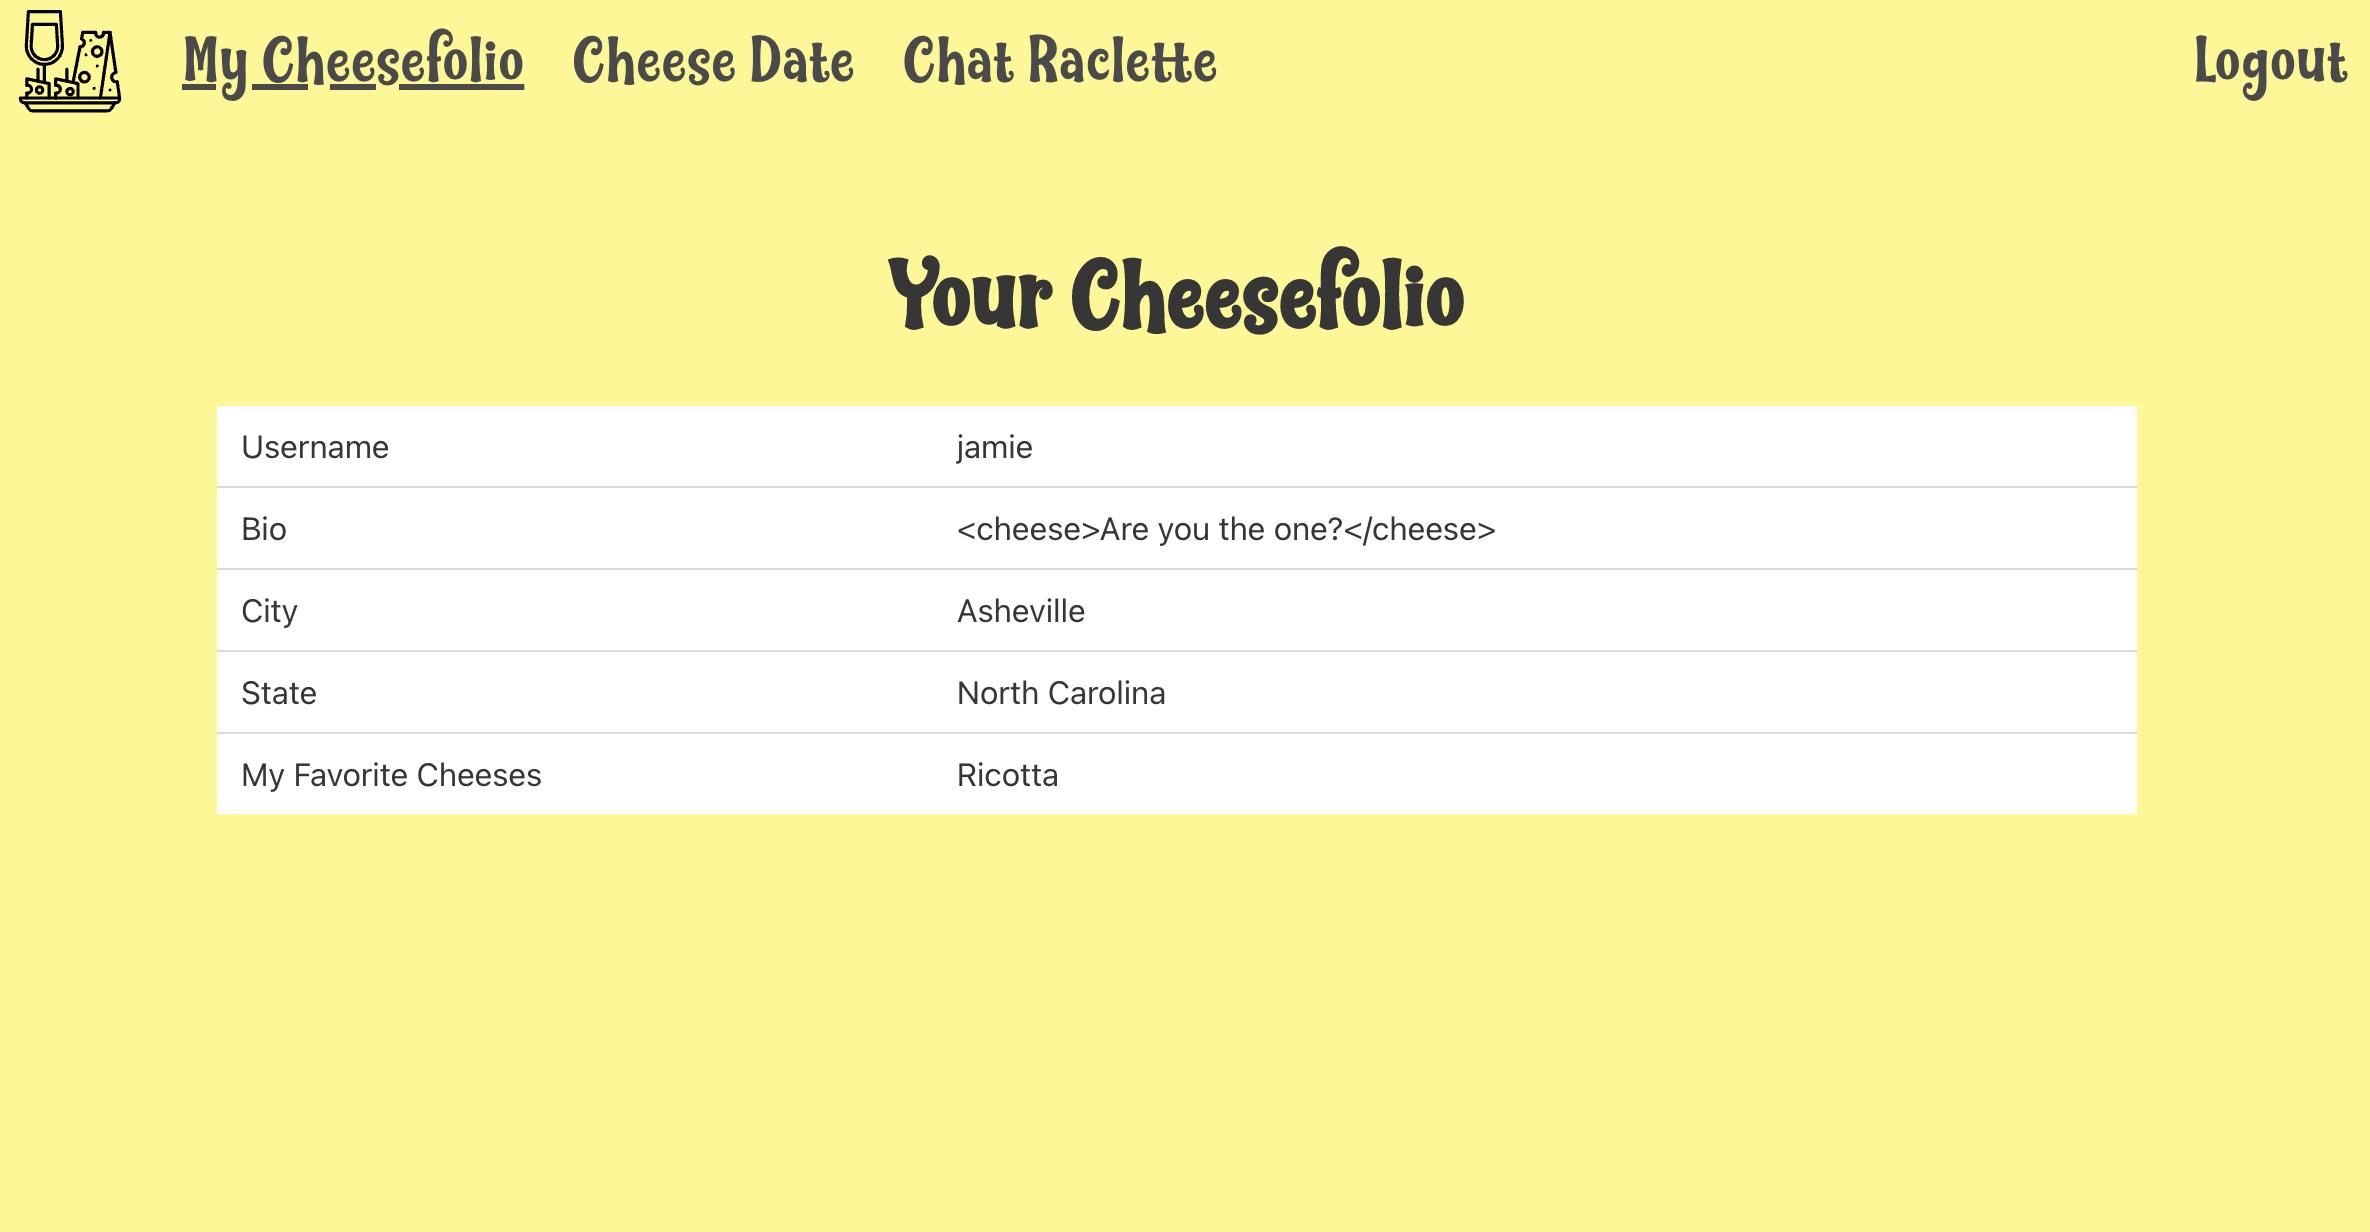 My Cheesefolio Cheese Date Chat Raclette Logout
Your Cheesefolio
Username jamie
Bio <cheese>Are you the one?</cheese>
City Asheville
State North Carolina
My Favorite Cheeses Ricotta